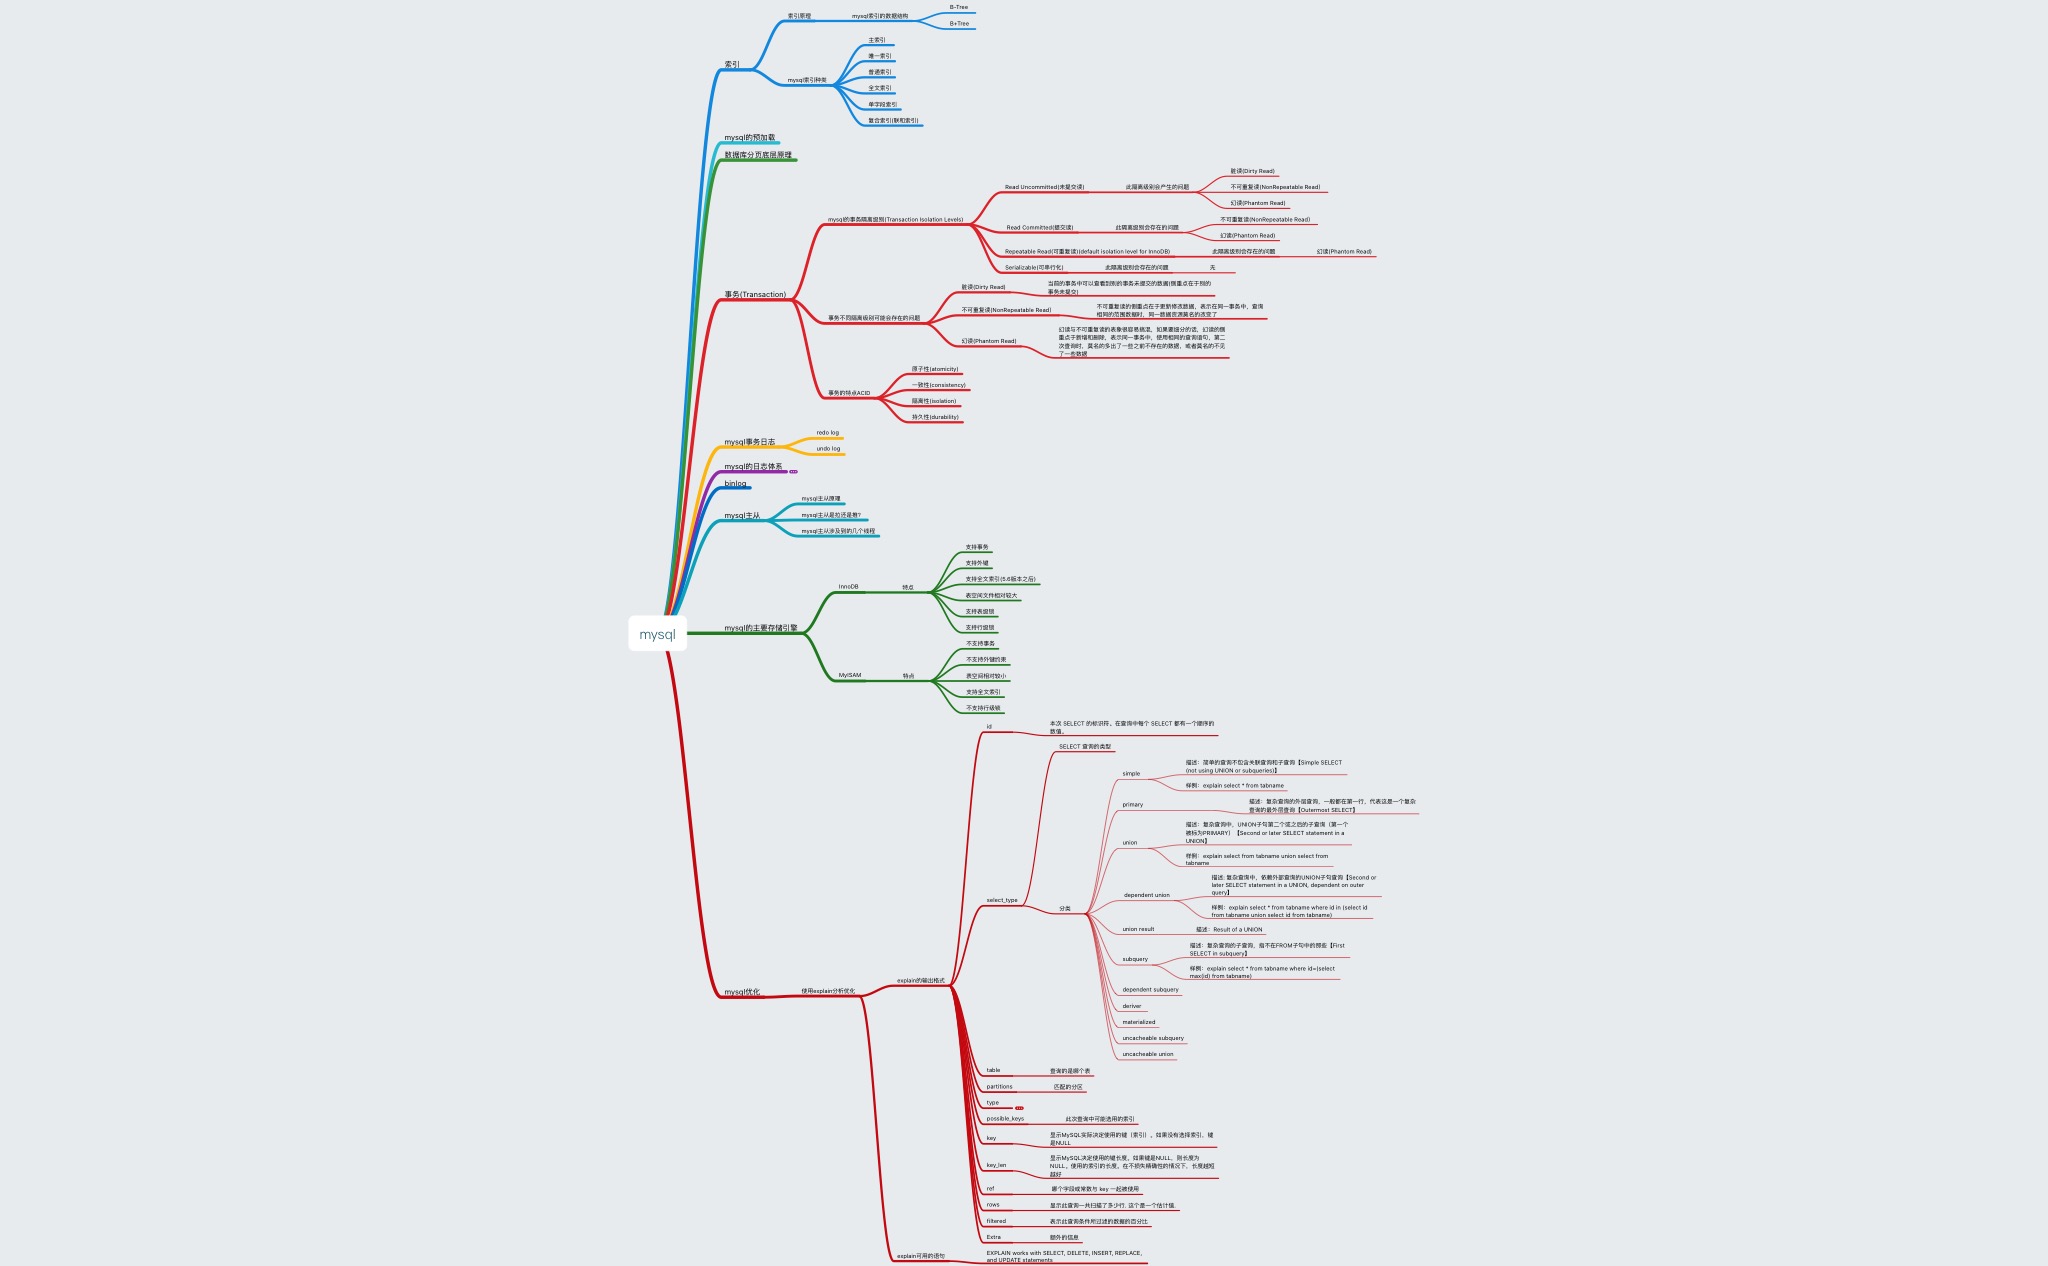 B-Tree
索引原理
mysql索引的数据结构
B+Tree
主索引
唯一索引
索引
普通索引
mysql索引种类
全文索引
单字段索引
复合索引(联和索引)
mysql的预加载
数据库分页底层原理
脏读(Dirty Read)
Read Uncommitted(未提交读)
此隔离级别会产生的问题
不可重复读(NonRepeatable Read)
幻读(Phantom Read)
mysql的事务隔离级别(Transaction Isolation Levels)
不可重复读(NonRepeatable Read)
Read Committed(提交读)
此隔离级别会存在的问题
幻读(Phantom Read)
Repeatable Read(可重复读)(default isolation level for InnoDB)
此隔离级别会存在的问题
幻读(Phantom Read)
Serializable(可串行化)
此隔离级别会存在的问题
无
事务(Transaction)
脏读(Dirty Read)
当前的事务中可以查看到别的事务未提交的数据(侧重点在于别的
事务未提交)
事务不同隔离级别可能会存在的问题
不可重复读(NonRepeatable Read)
不可重复读的侧重点在于更新修改数据，表示在同一事务中，查询
相同的范围数据时，同一数据资源莫名的改变了
幻读(Phantom Read)
幻读与不可重复读的表像很容易搞混，如果要细分的话，幻读的侧
重点于新增和删除，表示同一事务中，使用相同的查询语句，第二
次查询时，莫名的多出了一些之前不存在的数据，或者莫名的不见
了一些数据
原子性(atomicity)
一致性(consistency)
事务的特点ACID
隔离性(isolation)
持久性(durability)
mysql事务日志
redo log
undo log
mysql的日志体系
binlog
mysql主从
mysql主从原理
mysql主从是拉还是推?
mysql主从涉及到的几个线程
支持事务
支持外键
支持全文索引(5.6版本之后)
InnoDB
特点
表空间文件相对较大
支持表级锁
支持行级锁
mysql
mysql的主要存储引擎
不支持事务
不支持外键约束
MyISAM
特点
表空间相对较小
支持全文索引
不支持行级锁
id
本次 SELECT 的标识符。在查询中每个 SELECT 都有一个顺序的
数值。
SELECT 查询的类型
simple
描述：简单的查询不包含关联查询和子查询【Simple SELECT
(not using UNION or subqueries)】
样例：explain select * from tabname
primary
描述：复杂查询的外层查询，一般都在第一行，代表这是一个复杂
查询的最外层查询【Outermost SELECT】
union
描述：复杂查询中，UNION子句第二个或之后的子查询（第一个
被标为PRIMARY）【Second or later SELECT statement in a
UNION】
样例：explain select from tabname union select from
tabname
select_type
分类
dependent union
描述: 复杂查询中，依赖外部查询的UNION子句查询【Second or
later SELECT statement in a UNION, dependent on outer
query】
样例：explain select * from tabname where id in (select id
from tabname union select id from tabname)
union result
描述：Result of a UNION
subquery
描述：复杂查询的子查询，指不在FROM子句中的那些【First
SELECT in subquery】
样例：explain select * from tabname where id=(select
max(id) from tabname)
dependent subquery
deriver
materialized
uncacheable subquery
uncacheable union
mysql优化
使用explain分析优化
explain的输出格式
table
查询的是哪个表
partitions
匹配的分区
type
possible_keys
此次查询中可能选用的索引
key
显示MySQL实际决定使用的键（索引）。如果没有选择索引，键
是NULL
key_len
显示MySQL决定使用的键长度。如果键是NULL，则长度为
NULL。使用的索引的长度。在不损失精确性的情况下，长度越短
越好
ref
哪个字段或常数与 key 一起被使用
rows
显示此查询一共扫描了多少行. 这个是一个估计值.
filtered
表示此查询条件所过滤的数据的百分比
Extra
额外的信息
explain可用的语句
EXPLAIN works with SELECT, DELETE, INSERT, REPLACE,
and UPDATE statements